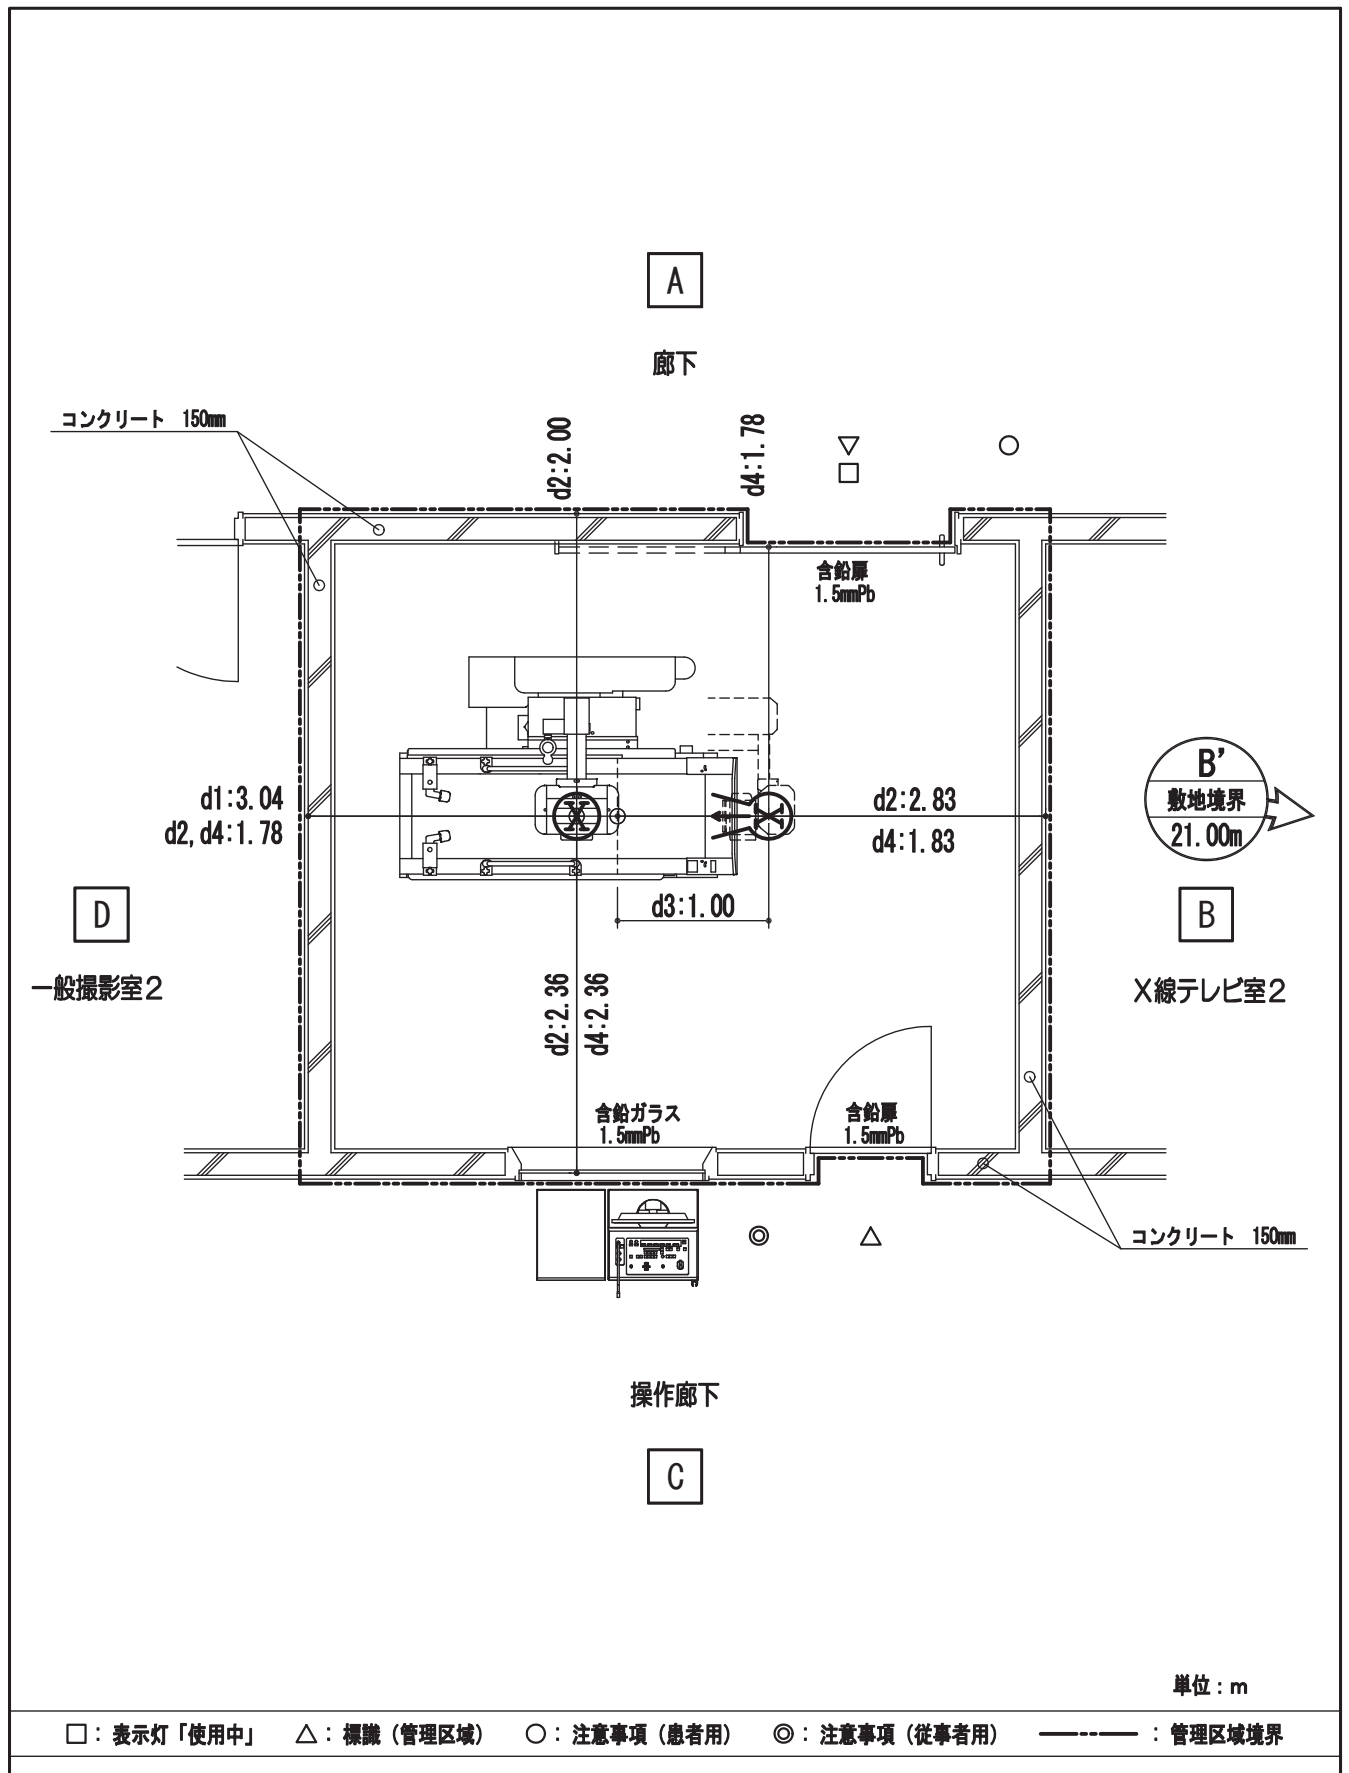 A
廊下
コンクリート 150mm
d2:2.00
d4:1.78
含鉛扉
1.5mmPb
X
X
d1:3.04
d2,d4:1.78
d2:2.83
d4:1.83
B’
敷地境界
21.00m
d3:1.00
D
一般撮影室2
B
X線テレビ室2
d2:2.36
d4:2.36
含鉛ガラス
1.5mmPb
含鉛扉
1.5mmPb
コンクリート 150mm
操作廊下
C
単位:m
□:表示灯「使用中」 △:標識(管理区域) ○:注意事項(患者用) ◎:注意事項(従事者用) :管理区域境界